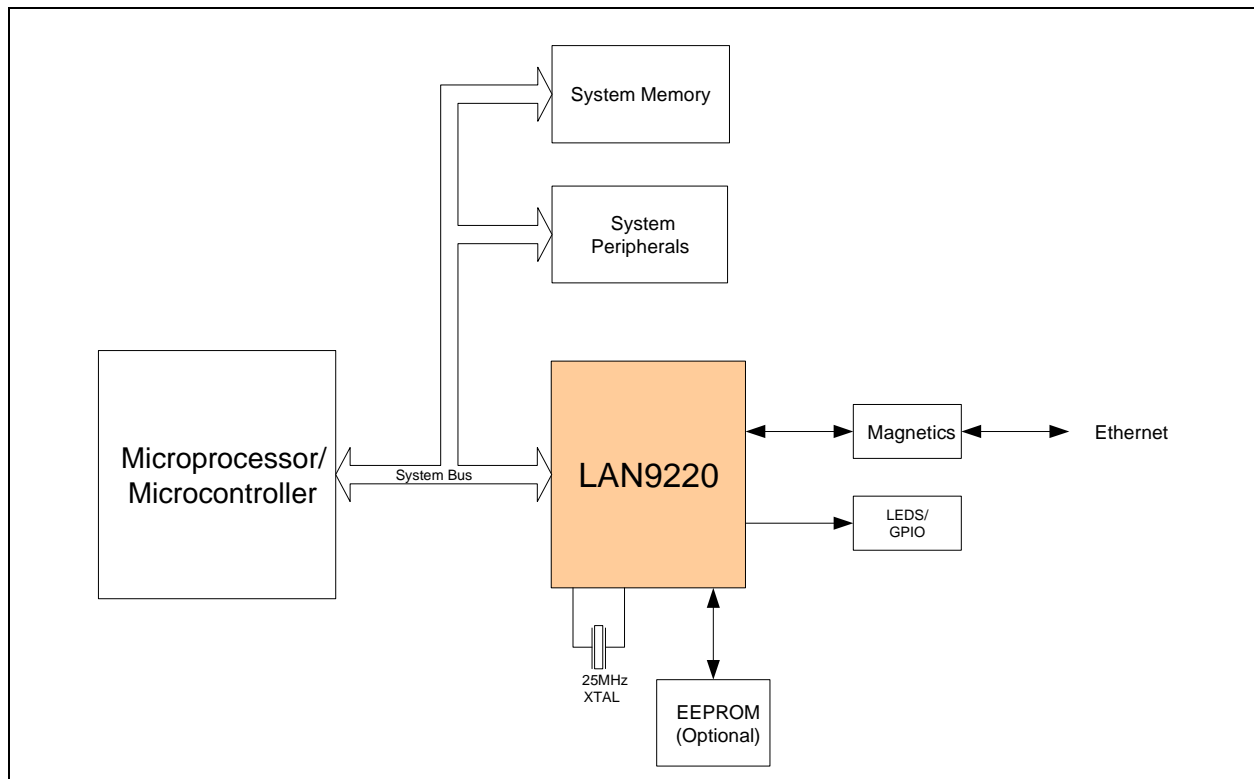 System Memory
System
Peripherals
Microprocessor/
Microcontroller
System Bus
LAN9220
Magnetics
Ethernet
LEDS/
GPIO
25MHz
XTAL
EEPROM
(Optional)